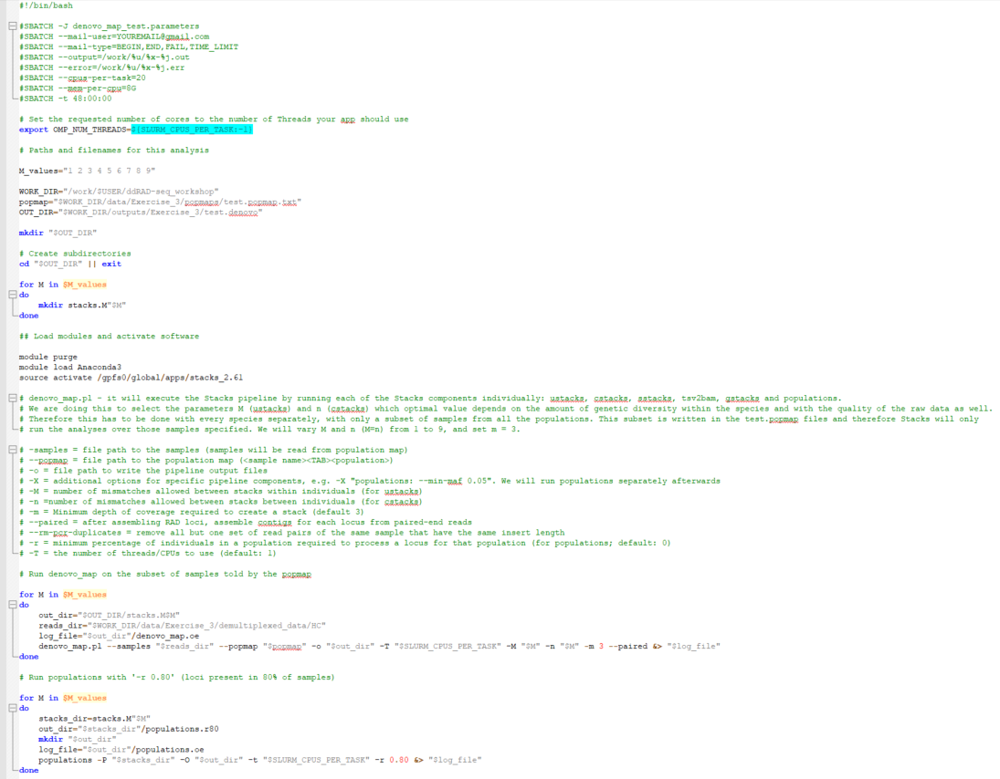 #!/bin/bash
#SBATCH -J denovo_map_test.parameters
#SBATCH --mail-user=YOUREMAIL@gmail.com
#SBATCH --mail-type=BEGIN,END,FAIL,TIME_LIMIT
#SBATCH --output=/work/%u/%x-%j.out
#SBATCH --error=/work/%u/%x-%j.err
#SBATCH --cpus-per-task=20
#SBATCH --mem-per-cpu=8G
#SBATCH -t 48:00:00
# Set the requested number of cores to the number of Threads your app should use
export OMP_NUM_THREADS=${SLURM_CPUS_PER_TASK:-1}
# Paths and filenames for this analysis
M_values="1 2 3 4 5 6 7 8 9"
WORK_DIR="/work/$USER/ddRAD-seq_workshop"
popmap="$WORK_DIR/data/Exercise_3/popmaps/test.popmap.txt"
OUT_DIR="$WORK_DIR/outputs/Exercise_3/test.denovo"
mkdir "$OUT_DIR"
# Create subdirectories
cd "$OUT_DIR" || exit
for M in $M_values
do
mkdir stacks.M"$M"
done
## Load modules and activate software
module purge
module load Anaconda3
source activate /gpfs0/global/apps/stacks_2.61
# denovo_map.pl - it will execute the Stacks pipeline by running each of the Stacks components individually: ustacks, cstacks, sstacks, tsv2bam, gstacks and populations.
# We are doing this to select the parameters M (ustacks) and n (cstacks) which optimal value depends on the amount of genetic diversity within the species and with the quality of the raw data as well.
# Therefore this has to be done with every species separately, with only a subset of samples from all the populations. This subset is written in the test.popmap files and therefore Stacks will only
# run the analyses over those samples specified. We will vary M and n (M=n) from 1 to 9, and set m = 3.
# -samples = file path to the samples (samples will be read from population map)
# --popmap = file path to the population map (<sample name><TAB><population>)
# -o = file path to write the pipeline output files
# -X = additional options for specific pipeline components, e.g. -X "populations: --min-maf 0.05". We will run populations separately afterwards
# -M = number of mismatches allowed between stacks within individuals (for ustacks)
# -n =number of mismatches allowed between stacks between individuals (for cstacks)
# -m = Minimum depth of coverage required to create a stack (default 3)
# --paired = after assembling RAD loci, assemble contigs for each locus from paired-end reads
# --rm-pcr-duplicates = remove all but one set of read pairs of the same sample that have the same insert length
# -r = minimum percentage of individuals in a population required to process a locus for that population (for populations; default: 0)
# -T = the number of threads/CPUs to use (default: 1)
# Run denovo_map on the subset of samples told by the popmap
for M in $M_values
do
out_dir="$OUT_DIR/stacks.M$M"
reads_dir="$WORK_DIR/data/Exercise_3/demultiplexed_data/HC"
log_file="$out_dir"/denovo_map.oe
denovo_map.pl --samples "$reads_dir" --popmap "$popmap" -o "$out_dir" -T "$SLURM_CPUS_PER_TASK" -M "$M" -n "$M" -m 3 --paired &> "$log_file"
done
# Run populations with '-r 0.80' (loci present in 80% of samples)
for M in $M_values
do
stacks_dir=stacks.M"$M"
out_dir="$stacks_dir"/populations.r80
mkdir "$out_dir"
log_file="$out_dir"/populations.oe
populations -P "$stacks_dir" -O "$out_dir" -t "$SLURM_CPUS_PER_TASK" -r 0.80 &> "$log_file"
done